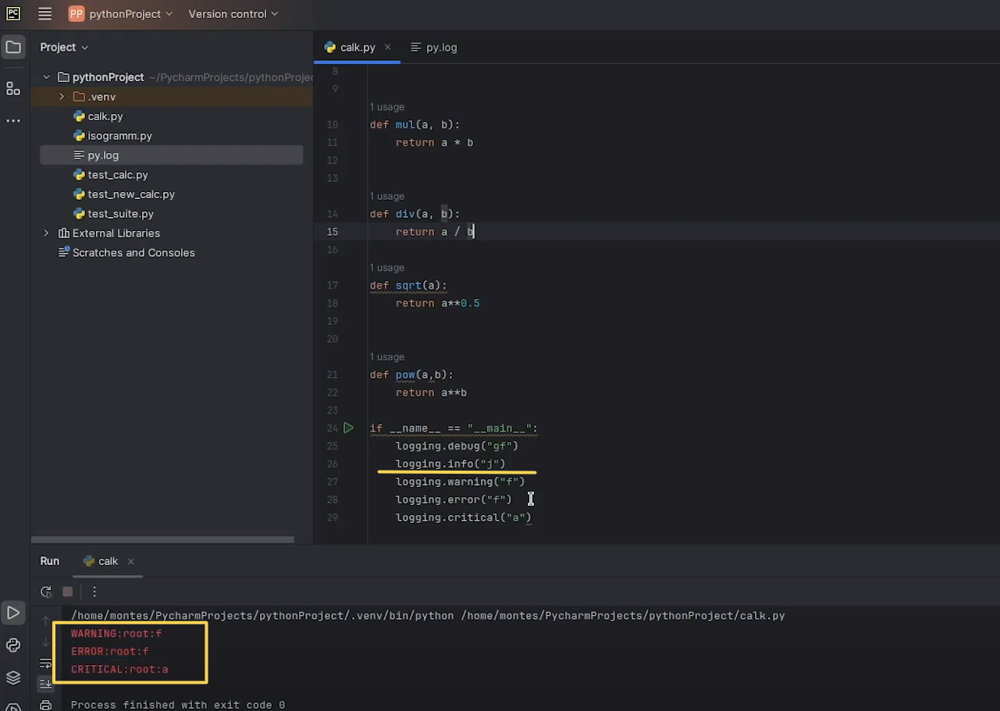 PC
PP pythonProject
Version control
Project
calk.py
py.log
pythonProject ~/PycharmProjects/pythonProjec
.venv
calk.py
isogramm.py
py.log
test_calc.py
test_new_calc.py
test_suite.py
External Libraries
Scratches and Consoles
8
9
1 usage
10 def mul(a, b):
11 return a * b
12
13
1 usage
14 def div(a, b):
15 return a / b
16
1 usage
17 def sqrt(a):
18 return a**0.5
19
20
1 usage
21 def pow(a,b):
22 return a**b
23
24 if __name__ == "__main__":
25 logging.debug("gf")
26 logging.info("j")
27 logging.warning("f")
28 logging.error("f")
29 logging.critical("a")
Run
calk
/home/montes/PycharmProjects/pythonProject/.venv/bin/python /home/montes/PycharmProjects/pythonProject/calk.py
WARNING:root:f
ERROR:root:f
CRITICAL:root:a
Process finished with exit code 0